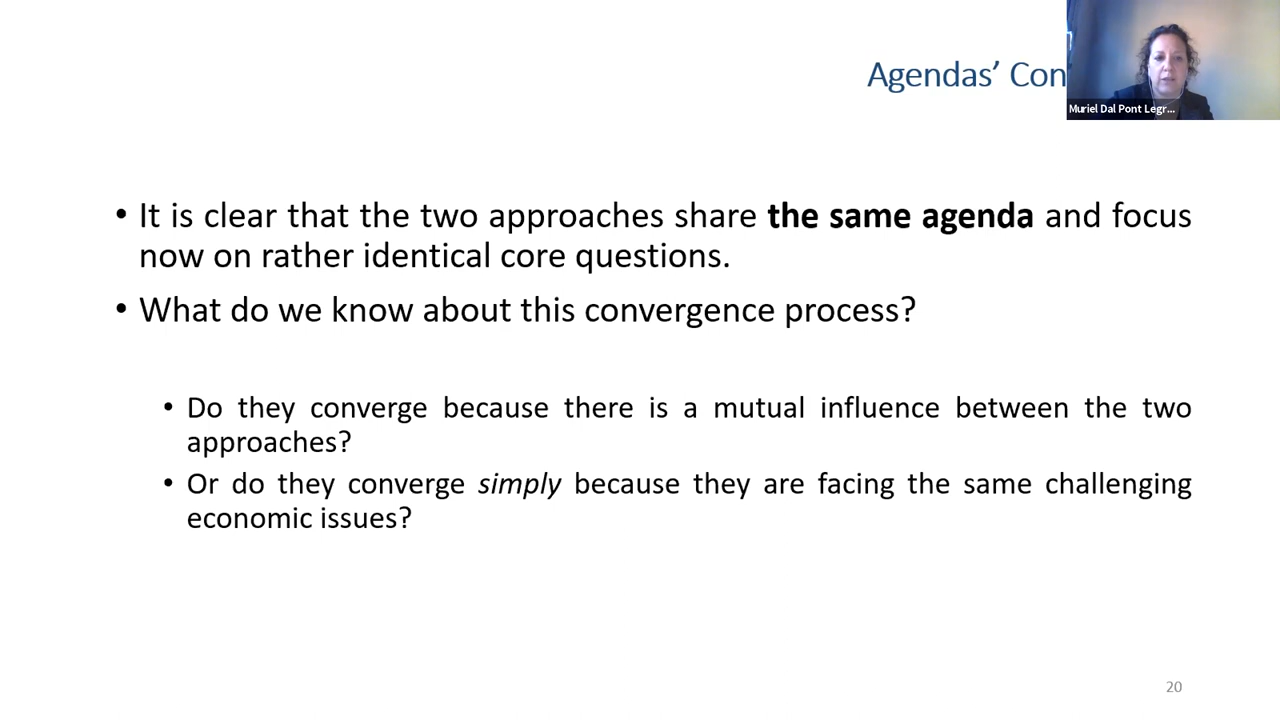 Agendas’ Con
Muriel Dal Pont Legr...
• It is clear that the two approaches share the same agenda and focus
now on rather identical core questions.
• What do we know about this convergence process?
• Do they converge because there is a mutual influence between the two
approaches?
• Or do they converge simply because they are facing the same challenging
economic issues?
20